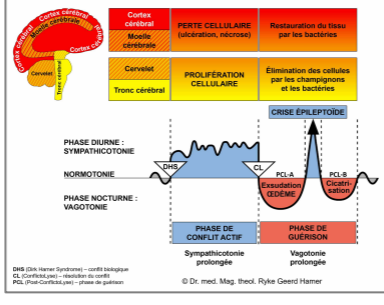 Cortex cérébral
Cortex cérébral
Cortex cérébral
Cortex cérébral
Moelle cérébrale
Cervelet
Tronc cérébral
Cortex
cérébral
Moelle
cérébrale
PERTE CELLULAIRE
(ulcération, nécrose)
Restauration du tissu
par les bactéries
Cervelet
Tronc cérébral
PROLIFÉRATION
CELLULAIRE
Élimination des cellules
par les champignons
et les bactéries
CRISE ÉPILEPTOÏDE
PHASE DIURNE :
SYMPATHICOTONIE
DHS
CL
PCL-A
PCL-B
NORMOTONIE
Exsudation
ŒDÈME
Cicatri-
sation
PHASE NOCTURNE :
VAGOTONIE
PHASE DE
CONFLIT ACTIF
PHASE DE
GUÉRISON
Sympathicotonie
prolongée
Vagotonie
prolongée
DHS (Dirk Hamer Syndrome) – conflit biologique
CL (ConflictoLyse) – résolution du conflit
PCL (Post-ConflictoLyse) – phase de guérison
© Dr. med. Mag. theol. Ryke Geerd Hamer